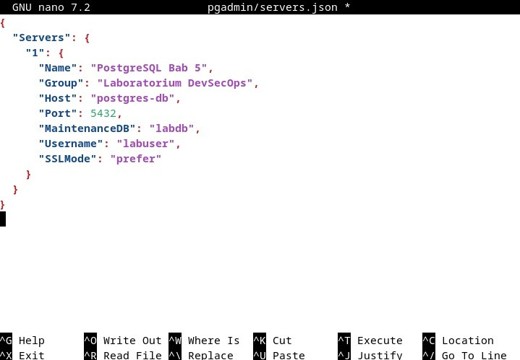 GNU nano 7.2 pgadmin/servers.json *
{
  "Servers": {
    "1": {
      "Name": "PostgreSQL Bab 5",
      "Group": "Laboratorium DevSecOps",
      "Host": "postgres-db",
      "Port": 5432,
      "MaintenanceDB": "labdb",
      "Username": "labuser",
      "SSLMode": "prefer"
    }
  }
}
^G Help ^O Write Out ^W Where Is ^K Cut ^T Execute ^C Location
^X Exit ^R Read File ^\ Replace ^U Paste ^J Justify ^/ Go To Line